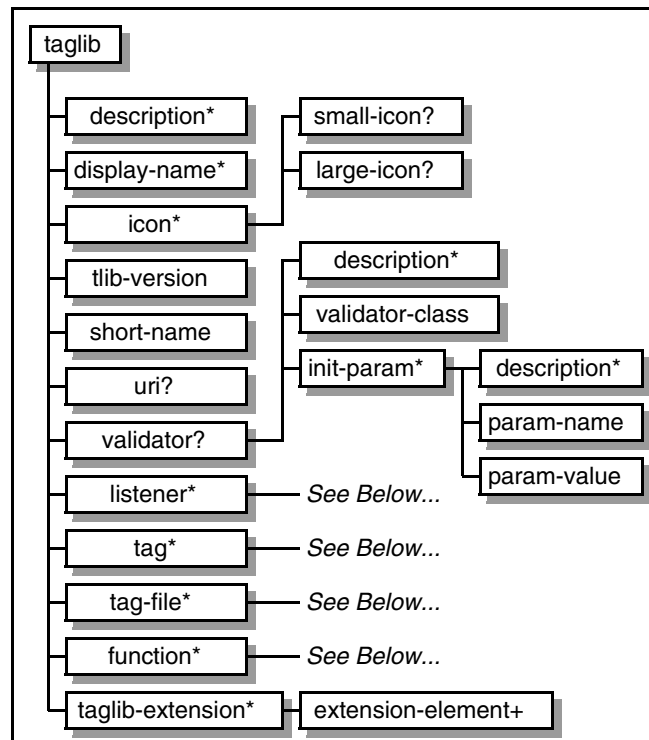 taglib
description*
small-icon?
display-name*
large-icon?
icon*
description*
tlib-version
validator-class
short-name
init-param*
description*
uri?
param-name
validator?
param-value
listener*
See Below...
tag*
See Below...
tag-file*
See Below...
function*
See Below...
taglib-extension*
extension-element+